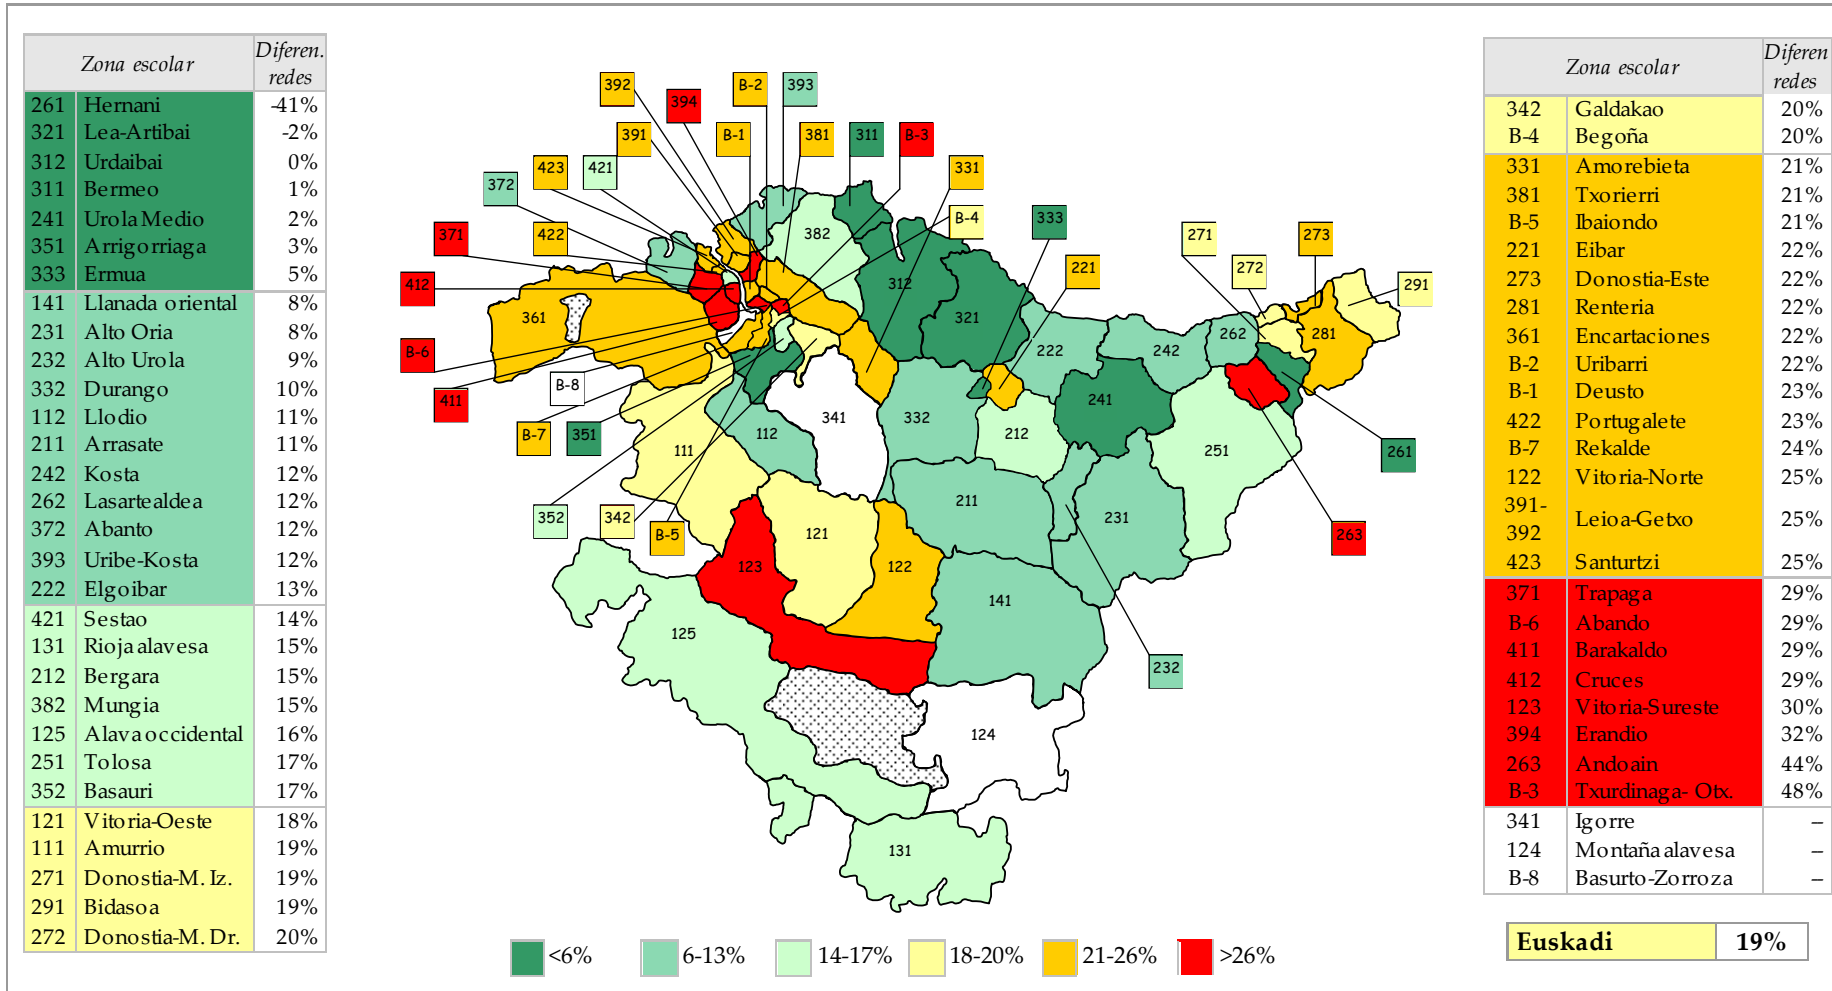 Zona escolar Diferen. redes
261 Hernani -41%
321 Lea-Artibai -2%
312 Urdaibai 0%
311 Bermeo 1%
241 Urola Medio 2%
351 Arrigorriaga 3%
333 Ermua 5%
141 Llanada oriental 8%
231 Alto Oria 8%
232 Alto Urola 9%
332 Durango 10%
112 Llodio 11%
211 Arrasate 11%
242 Kosta 12%
262 Lasartealdea 12%
372 Abanto 12%
393 Uribe-Kosta 12%
222 Elgoibar 13%
421 Sestao 14%
131 Rioja alavesa 15%
212 Bergara 15%
382 Mungia 15%
125 Alava occidental 16%
251 Tolosa 17%
352 Basauri 17%
121 Vitoria-Oeste 18%
111 Amurrio 19%
271 Donostia-M. Iz. 19%
291 Bidasoa 19%
272 Donostia-M. Dr. 20%
392
394
B-2
393
391
B-1
381
311
B-3
423
421
331
372
B-4
333
371
422
382
271
273
221
272
291
412
312
361
321
222
242
262
281
B-6
B-8
411
341
332
241
B-7
351
112
111
212
251
261
352
342
B-5
121
211
231
263
123
122
141
125
232
124
131
<6%
6-13%
14-17%
18-20%
21-26%
>26%
Zona escolar Diferen redes
342 Galdakao 20%
B-4 Begoña 20%
331 Amorebieta 21%
381 Txorierri 21%
B-5 Ibaiondo 21%
221 Eibar 22%
273 Donostia-Este 22%
281 Renteria 22%
361 Encartaciones 22%
B-2 Uribarri 22%
B-1 Deusto 23%
422 Portugalete 23%
B-7 Rekalde 24%
122 Vitoria-Norte 25%
391-392 Leioa-Getxo 25%
423 Santurtzi 25%
371 Trapaga 29%
B-6 Abando 29%
411 Barakaldo 29%
412 Cruces 29%
123 Vitoria-Sureste 30%
394 Erandio 32%
263 Andoain 44%
B-3 Txurdinaga- Otx. 48%
341 Igorre --
124 Montaña alavesa --
B-8 Basurto-Zorroza --
Euskadi 19%